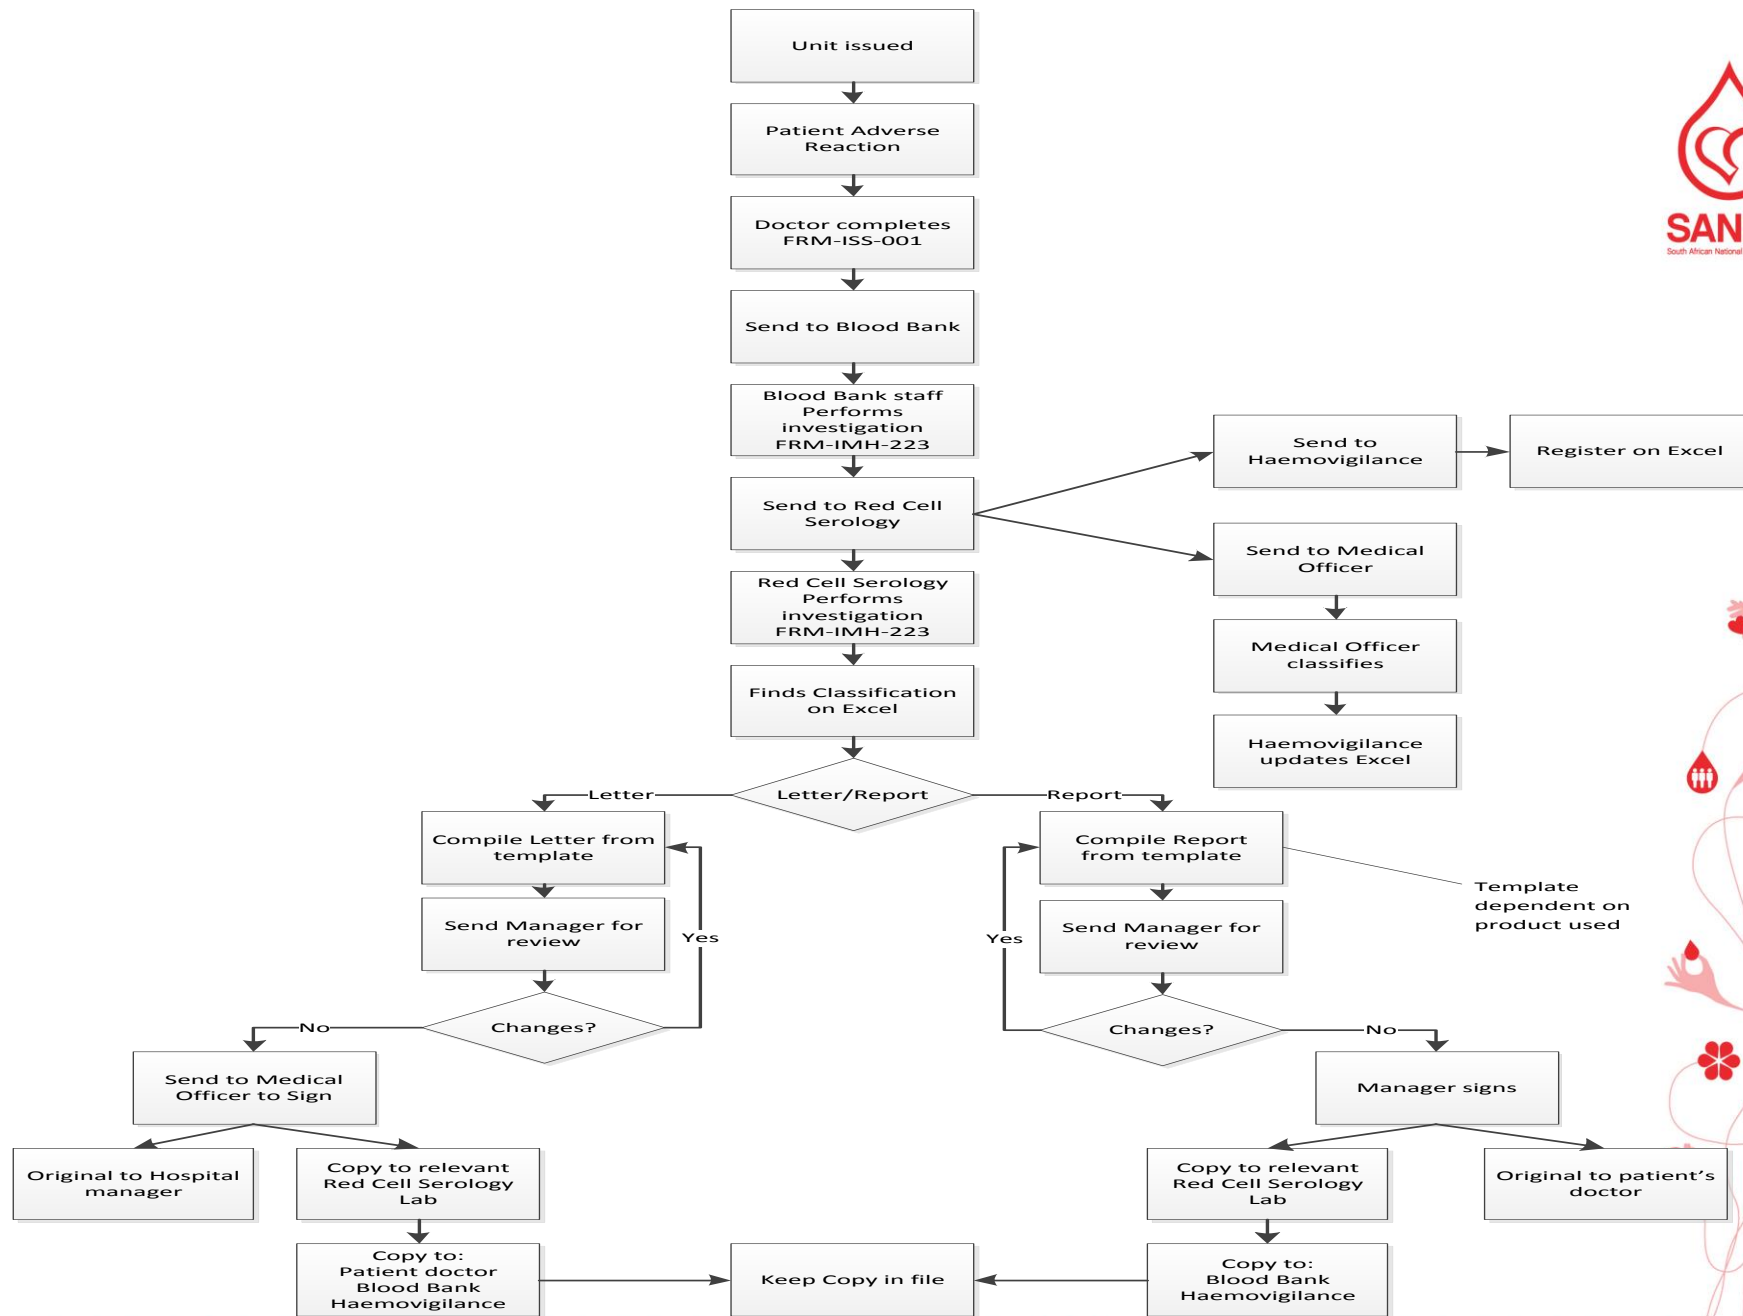 Unit issued
Patient Adverse
Reaction
Doctor completes
FRM-ISS-001
Send to Blood Bank
Blood Bank staff
Performs
investigation
FRM-IMH-223
Send to Red Cell
Serology
Red Cell Serology
Performs
investigation
FRM-IMH-223
Finds Classification
on Excel
Send to
Haemovigilance
Register on Excel
Send to Medical
Officer
Medical Officer
classifies
Haemovigilance
updates Excel
SAN
South African National
Letter
Letter/Report
Report
Compile Letter from
template
Send Manager for
review
Yes
Changes?
No
Send to Medical
Officer to Sign
Original to Hospital
manager
Copy to relevant
Red Cell Serology
Lab
Copy to:
Patient doctor
Blood Bank
Haemovigilance
Keep Copy in file
Compile Report
from template
Template
dependent on
product used
Send Manager for
review
Yes
Changes?
No
Manager signs
Copy to relevant
Red Cell Serology
Lab
Original to patient's
doctor
Copy to:
Blood Bank
Haemovigilance